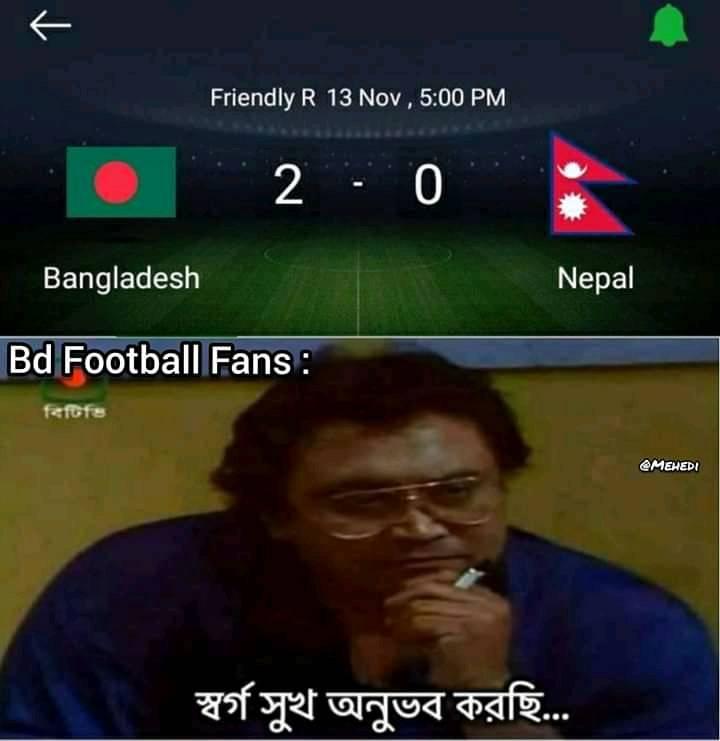 Friendly R 13 Nov , 5:00 PM
2 - 0
Bangladesh Nepal
Bd Football Fans :
বিটিভি
@MEHEDI
স্বর্গ সুখ অনুভব করছি...